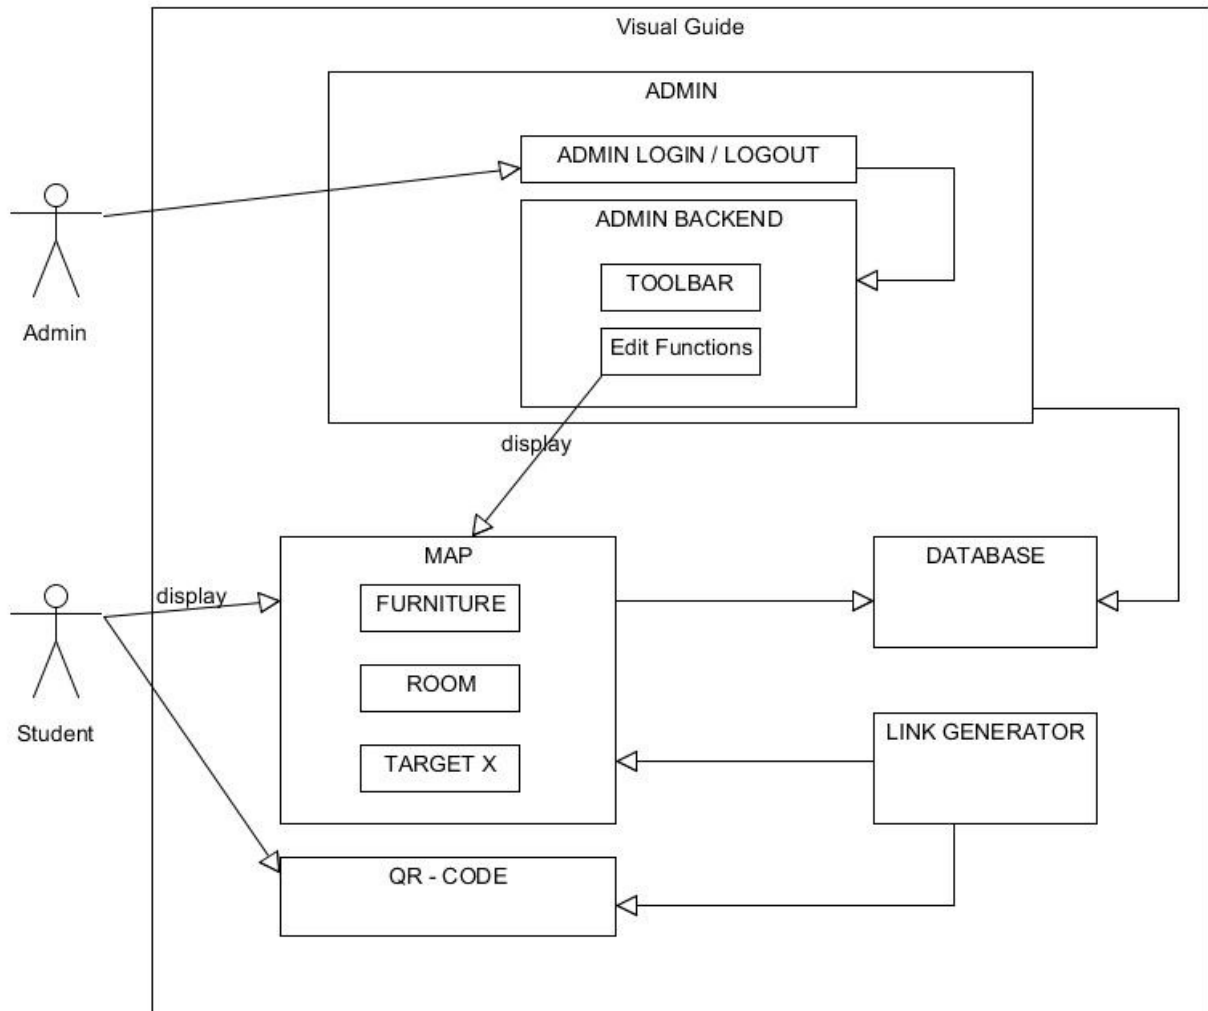 Visual Guide
ADMIN
ADMIN LOGIN / LOGOUT
ADMIN BACKEND
TOOLBAR
Edit Functions
Admin
display
MAP
DATABASE
display
FURNITURE
ROOM
Student
LINK GENERATOR
TARGET X
QR - CODE